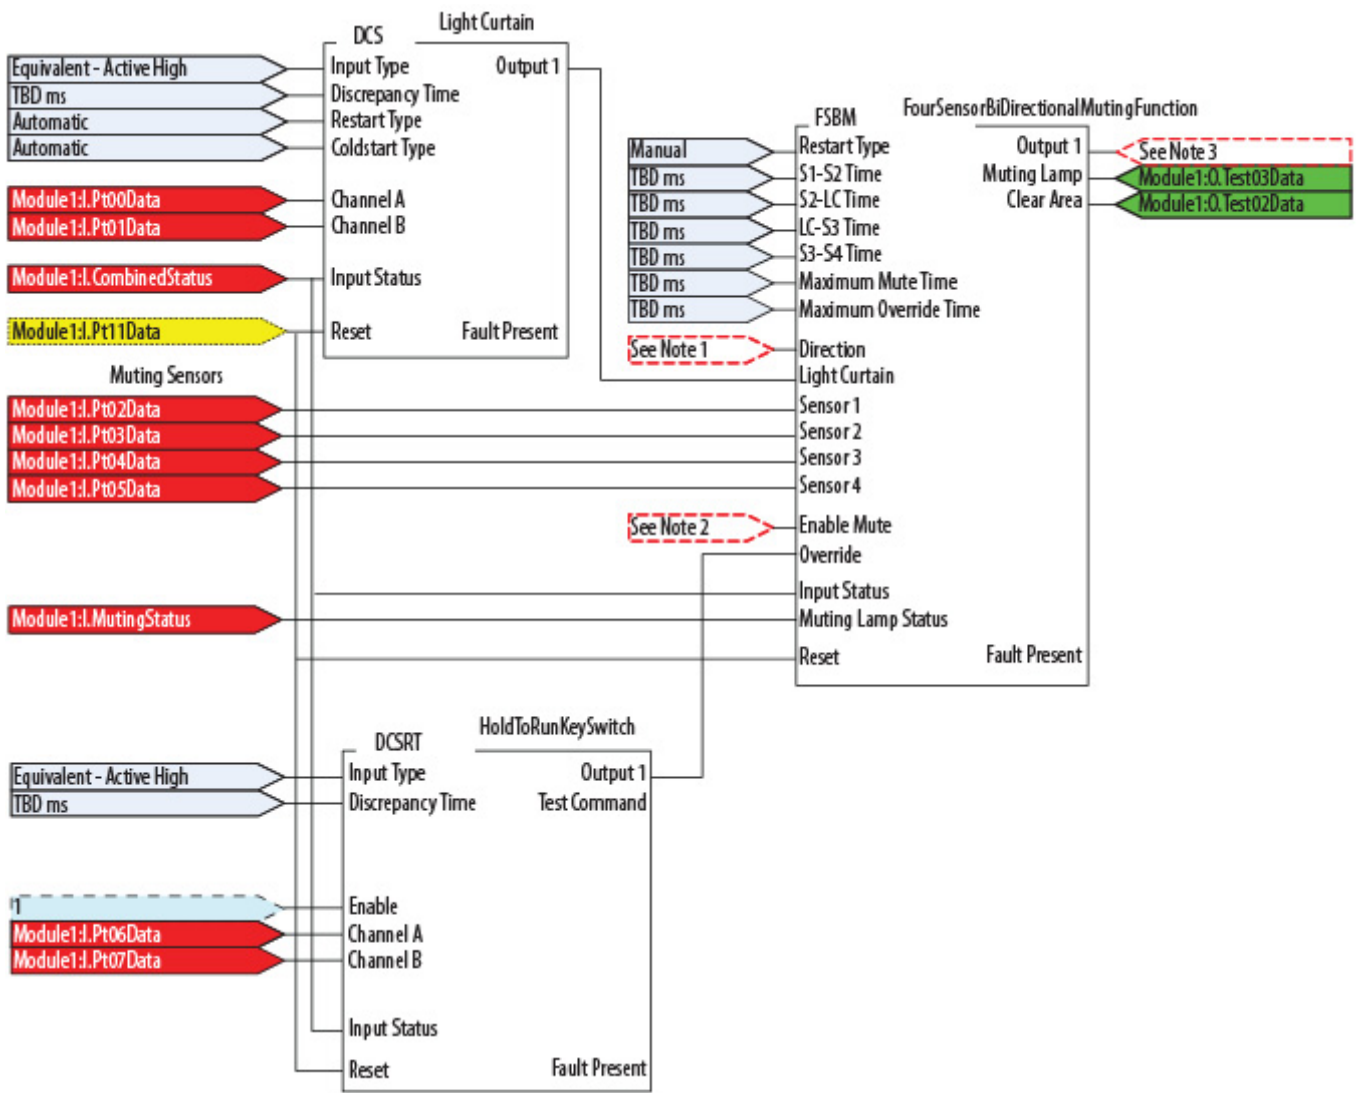 DCS
Light Curtain
Equivalent - Active High
Input Type
Output 1
TBD ms
Discrepancy Time
Automatic
Restart Type
Automatic
Coldstart Type
Module1:I.Pt00Data
Channel A
Module1:I.Pt01Data
Channel B
Module1:I.CombinedStatus
Input Status
Module1:I.Pt11Data
Reset
Fault Present
Muting Sensors
Module1:I.Pt02Data
Module1:I.Pt03Data
Module1:I.Pt04Data
Module1:I.Pt05Data
Module1:I.MutingStatus
FSBM
FourSensorBiDirectionalMutingFunction
Manual
Restart Type
Output 1
See Note 3
TBD ms
S1-S2 Time
Muting Lamp
Module1:O.Test03Data
TBD ms
S2-LC Time
Clear Area
Module1:O.Test02Data
TBD ms
LC-S3 Time
TBD ms
S3-S4 Time
TBD ms
Maximum Mute Time
TBD ms
Maximum Override Time
See Note 1
Direction
Light Curtain
Sensor 1
Sensor 2
Sensor 3
Sensor 4
See Note 2
Enable Mute
Override
Input Status
Muting Lamp Status
Reset
Fault Present
DCSRT
HoldToRunKeySwitch
Equivalent - Active High
Input Type
Output 1
TBD ms
Discrepancy Time
Test Command
1
Enable
Module1:I.Pt06Data
Channel A
Module1:I.Pt07Data
Channel B
Input Status
Reset
Fault Present